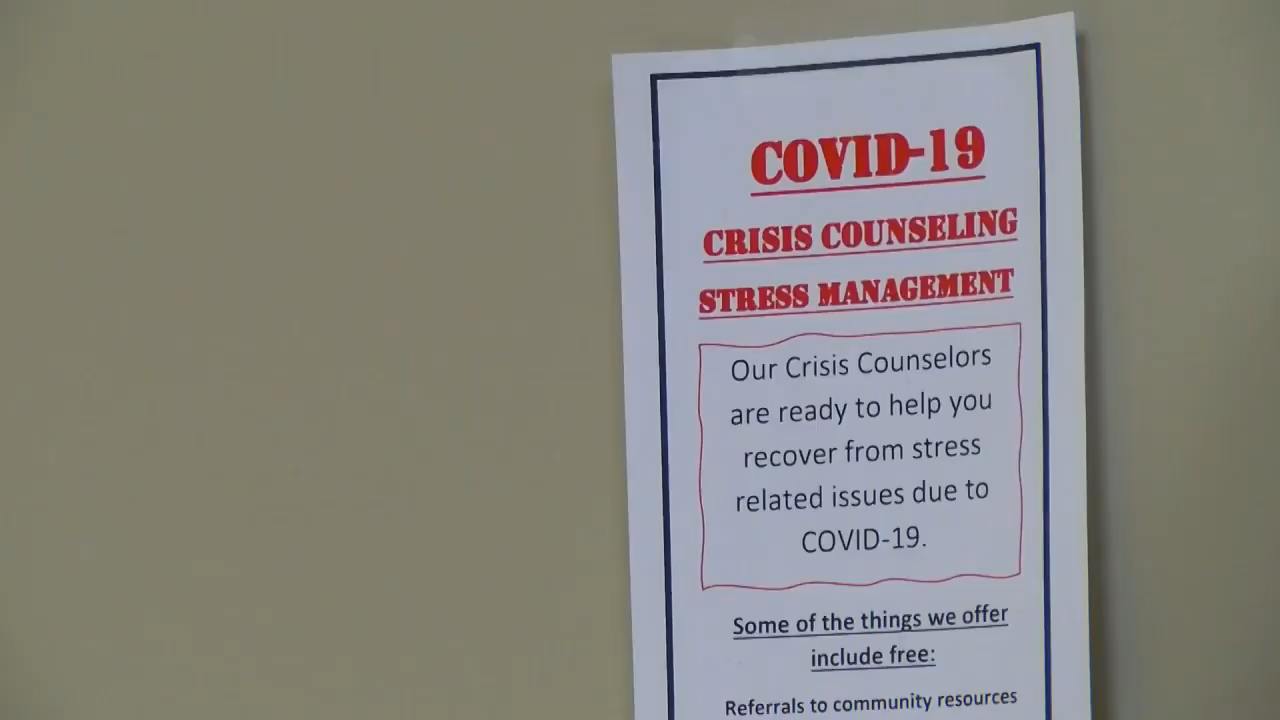 COVID-19
CRISIS COUNSELING
STRESS MANAGEMENT
Our Crisis Counselors
are ready to help you
recover from stress
related issues due to
COVID-19.
Some of the things we offer
include free:
Referrals to community resources